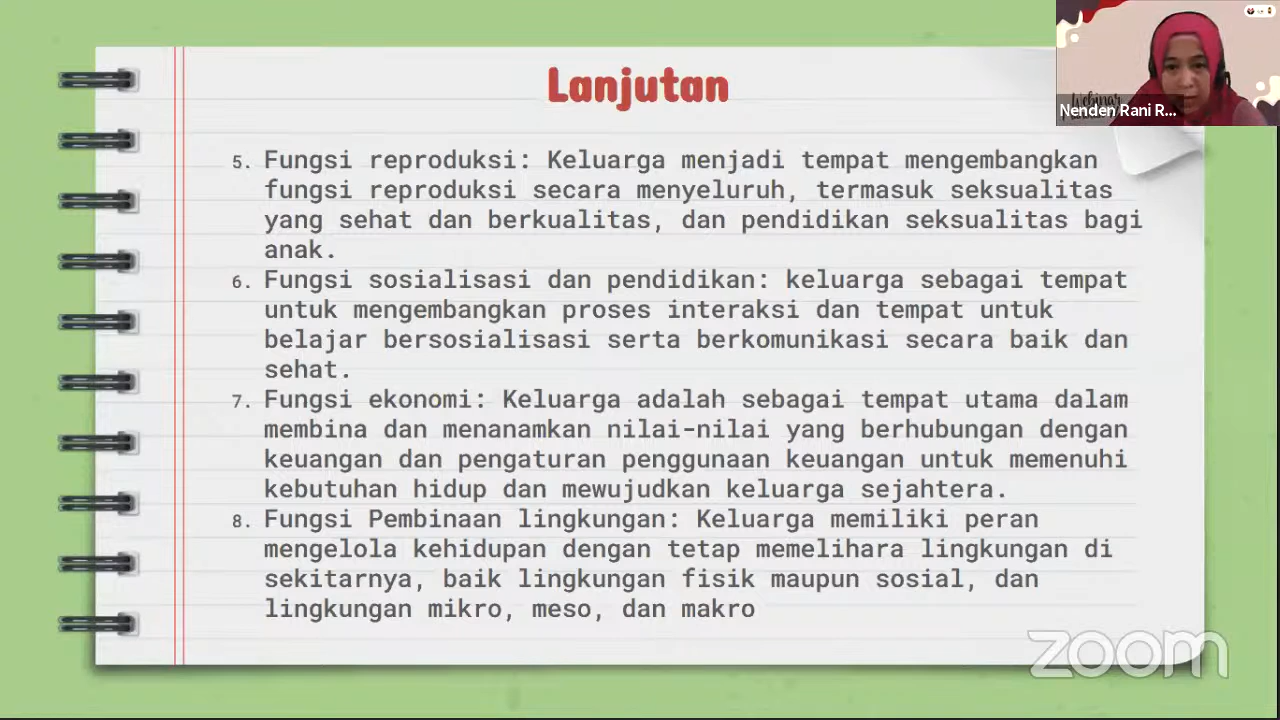 Lanjutan
5. Fungsi reproduksi: Keluarga menjadi tempat mengembangkan
fungsi reproduksi secara menyeluruh, termasuk seksualitas
yang sehat dan berkualitas, dan pendidikan seksualitas bagi
anak.
6. Fungsi sosialisasi dan pendidikan: keluarga sebagai tempat
untuk mengembangkan proses interaksi dan tempat untuk
belajar bersosialisasi serta berkomunikasi secara baik dan
sehat.
7. Fungsi ekonomi: Keluarga adalah sebagai tempat utama dalam
membina dan menanamkan nilai-nilai yang berhubungan dengan
keuangan dan pengaturan penggunaan keuangan untuk memenuhi
kebutuhan hidup dan mewujudkan keluarga sejahtera.
8. Fungsi Pembinaan lingkungan: Keluarga memiliki peran
mengelola kehidupan dengan tetap memelihara lingkungan di
sekitarnya, baik lingkungan fisik maupun sosial, dan
lingkungan mikro, meso, dan makro
Webinar
Nenden Rani R...
zoom